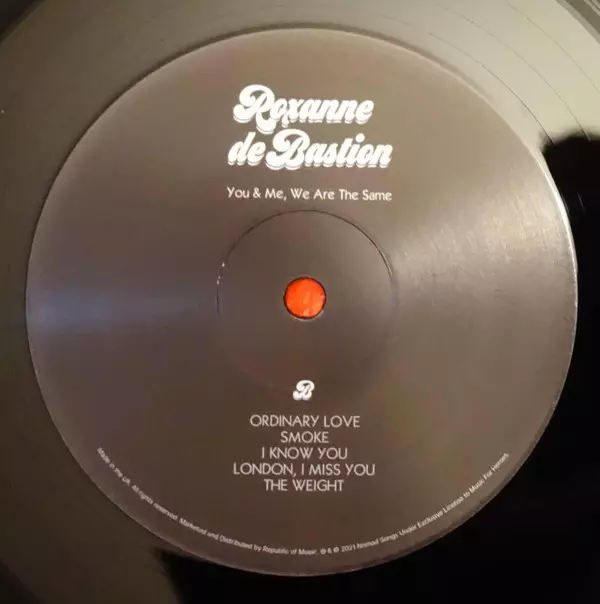 Roxanne
de Bastion
You & Me, We Are The Same
B
ORDINARY LOVE
SMOKE
I KNOW YOU
LONDON, I MISS YOU
THE WEIGHT
Made in the UK. All rights reserved. Marketed and Distributed by Republic of Music. ℗ & © 2021 Nomad Songs Under Exclusive License to Music For Heroes.